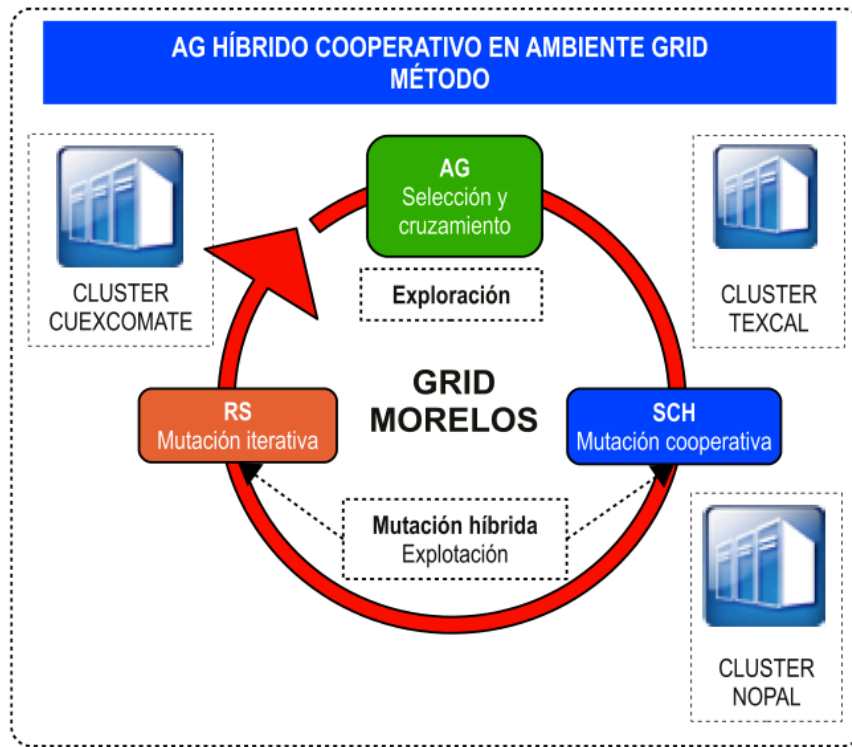 AG HÍBRIDO COOPERATIVO EN AMBIENTE GRID
MÉTODO
CLUSTER
CUEXCOMATE
AG
Selección y
cruzamiento
Exploración
CLUSTER
TEXCAL
GRID
MORELOS
RS
Mutación iterativa
SCH
Mutación cooperativa
Mutación híbrida
Explotación
CLUSTER
NOPAL